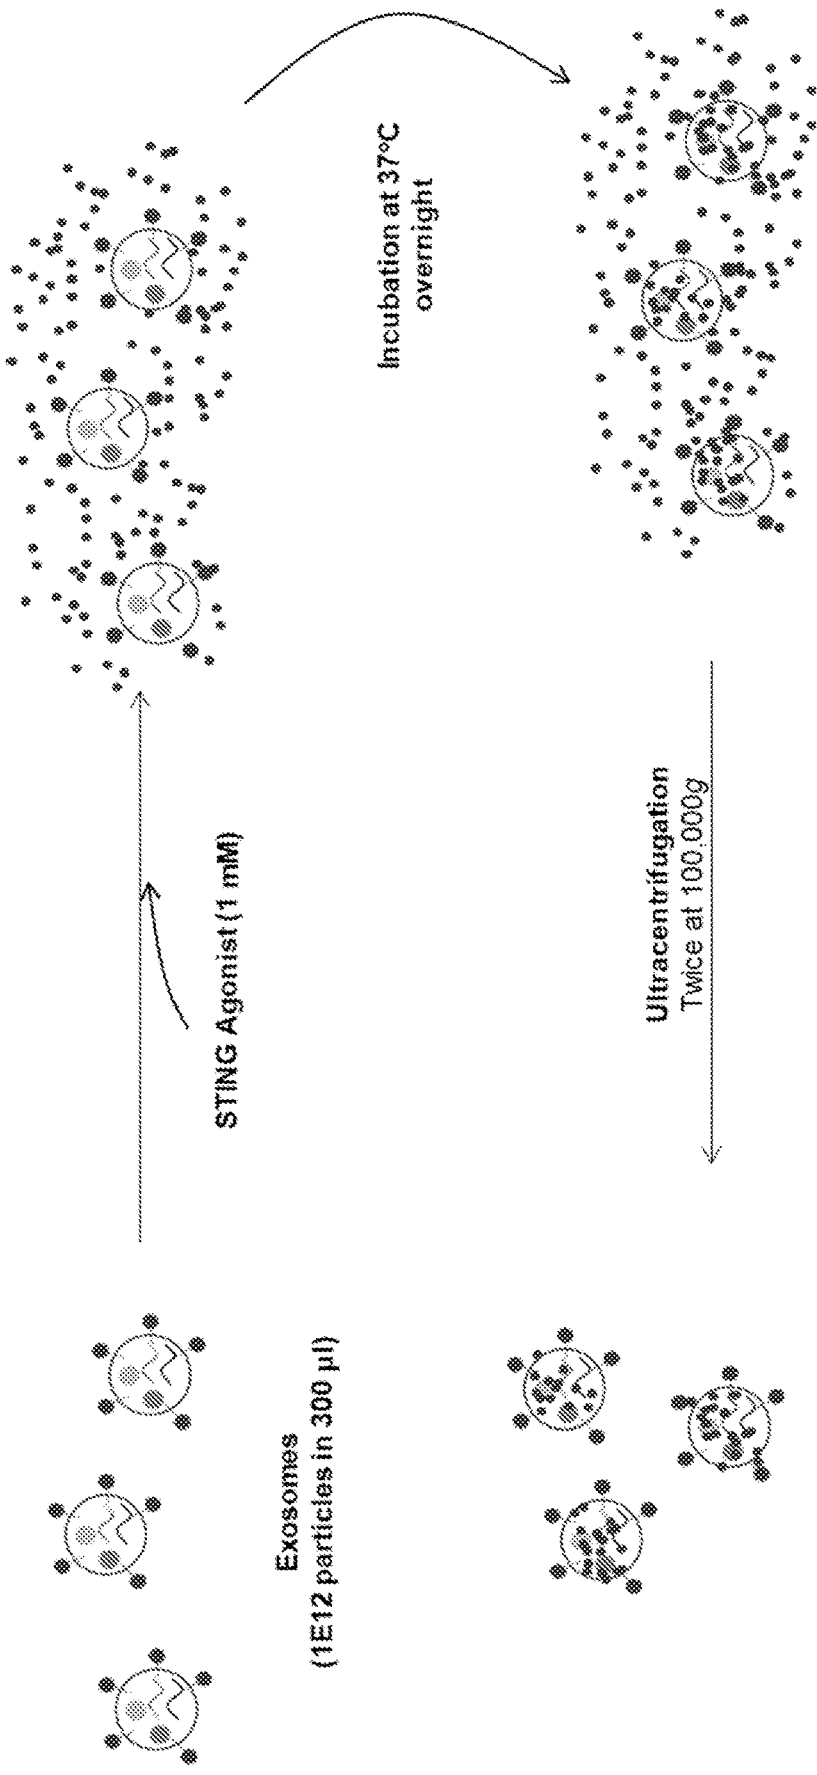 Exosomes
(1E12 particles in 300 µl)
STING Agonist (1 mM)
Incubation at 37°C
overnight
Ultracentrifugation
Twice at 100.000g